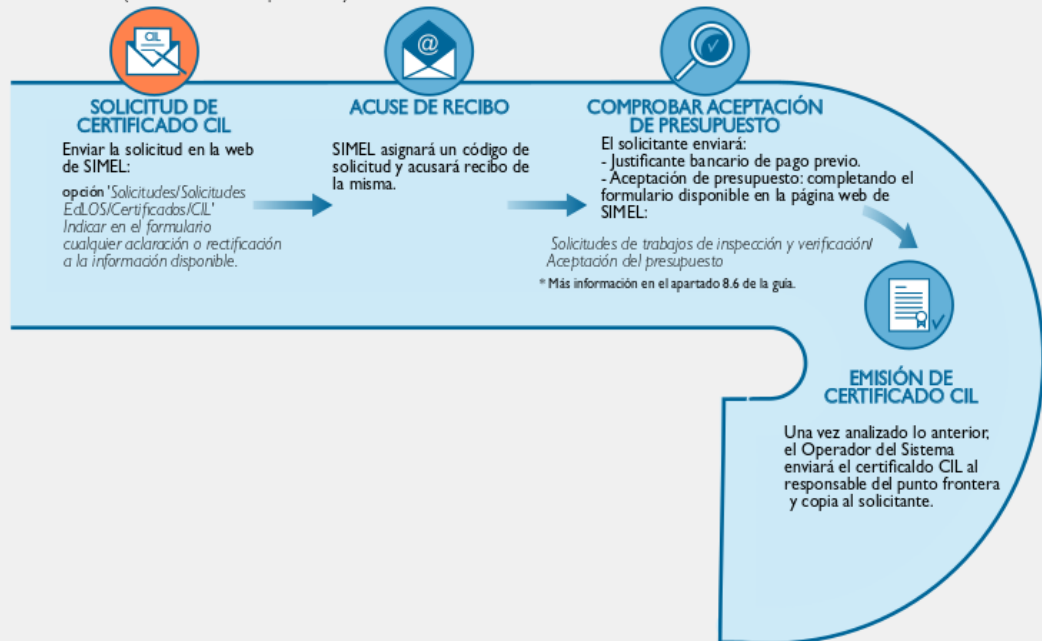 CIL
@
SOLICITUD DE
CERTIFICADO CIL
Enviar la solicitud en la web
de SIMEL:
opción 'Solicitudes/Solicitudes
EdLOS/Certificados/CIL'
Indicar en el formulario
cualquier aclaración o rectificación
a la información disponible.
ACUSE DE RECIBO
SIMEL asignará un código de
solicitud y acusará recibo de
la misma.
COMPROBAR ACEPTACIÓN
DE PRESUPUESTO
El solicitante enviará:
- Justificante bancario de pago previo.
- Aceptación de presupuesto: completando el
formulario disponible en la página web de
SIMEL:
Solicitudes de trabajos de inspección y verificación/
Aceptación del presupuesto
* Más información en el apartado 8.6 de la guía.
EMISIÓN DE
CERTIFICADO CIL
Una vez analizado lo anterior,
el Operador del Sistema
enviará el certificaldo CIL al
responsable del punto frontera
y copia al solicitante.